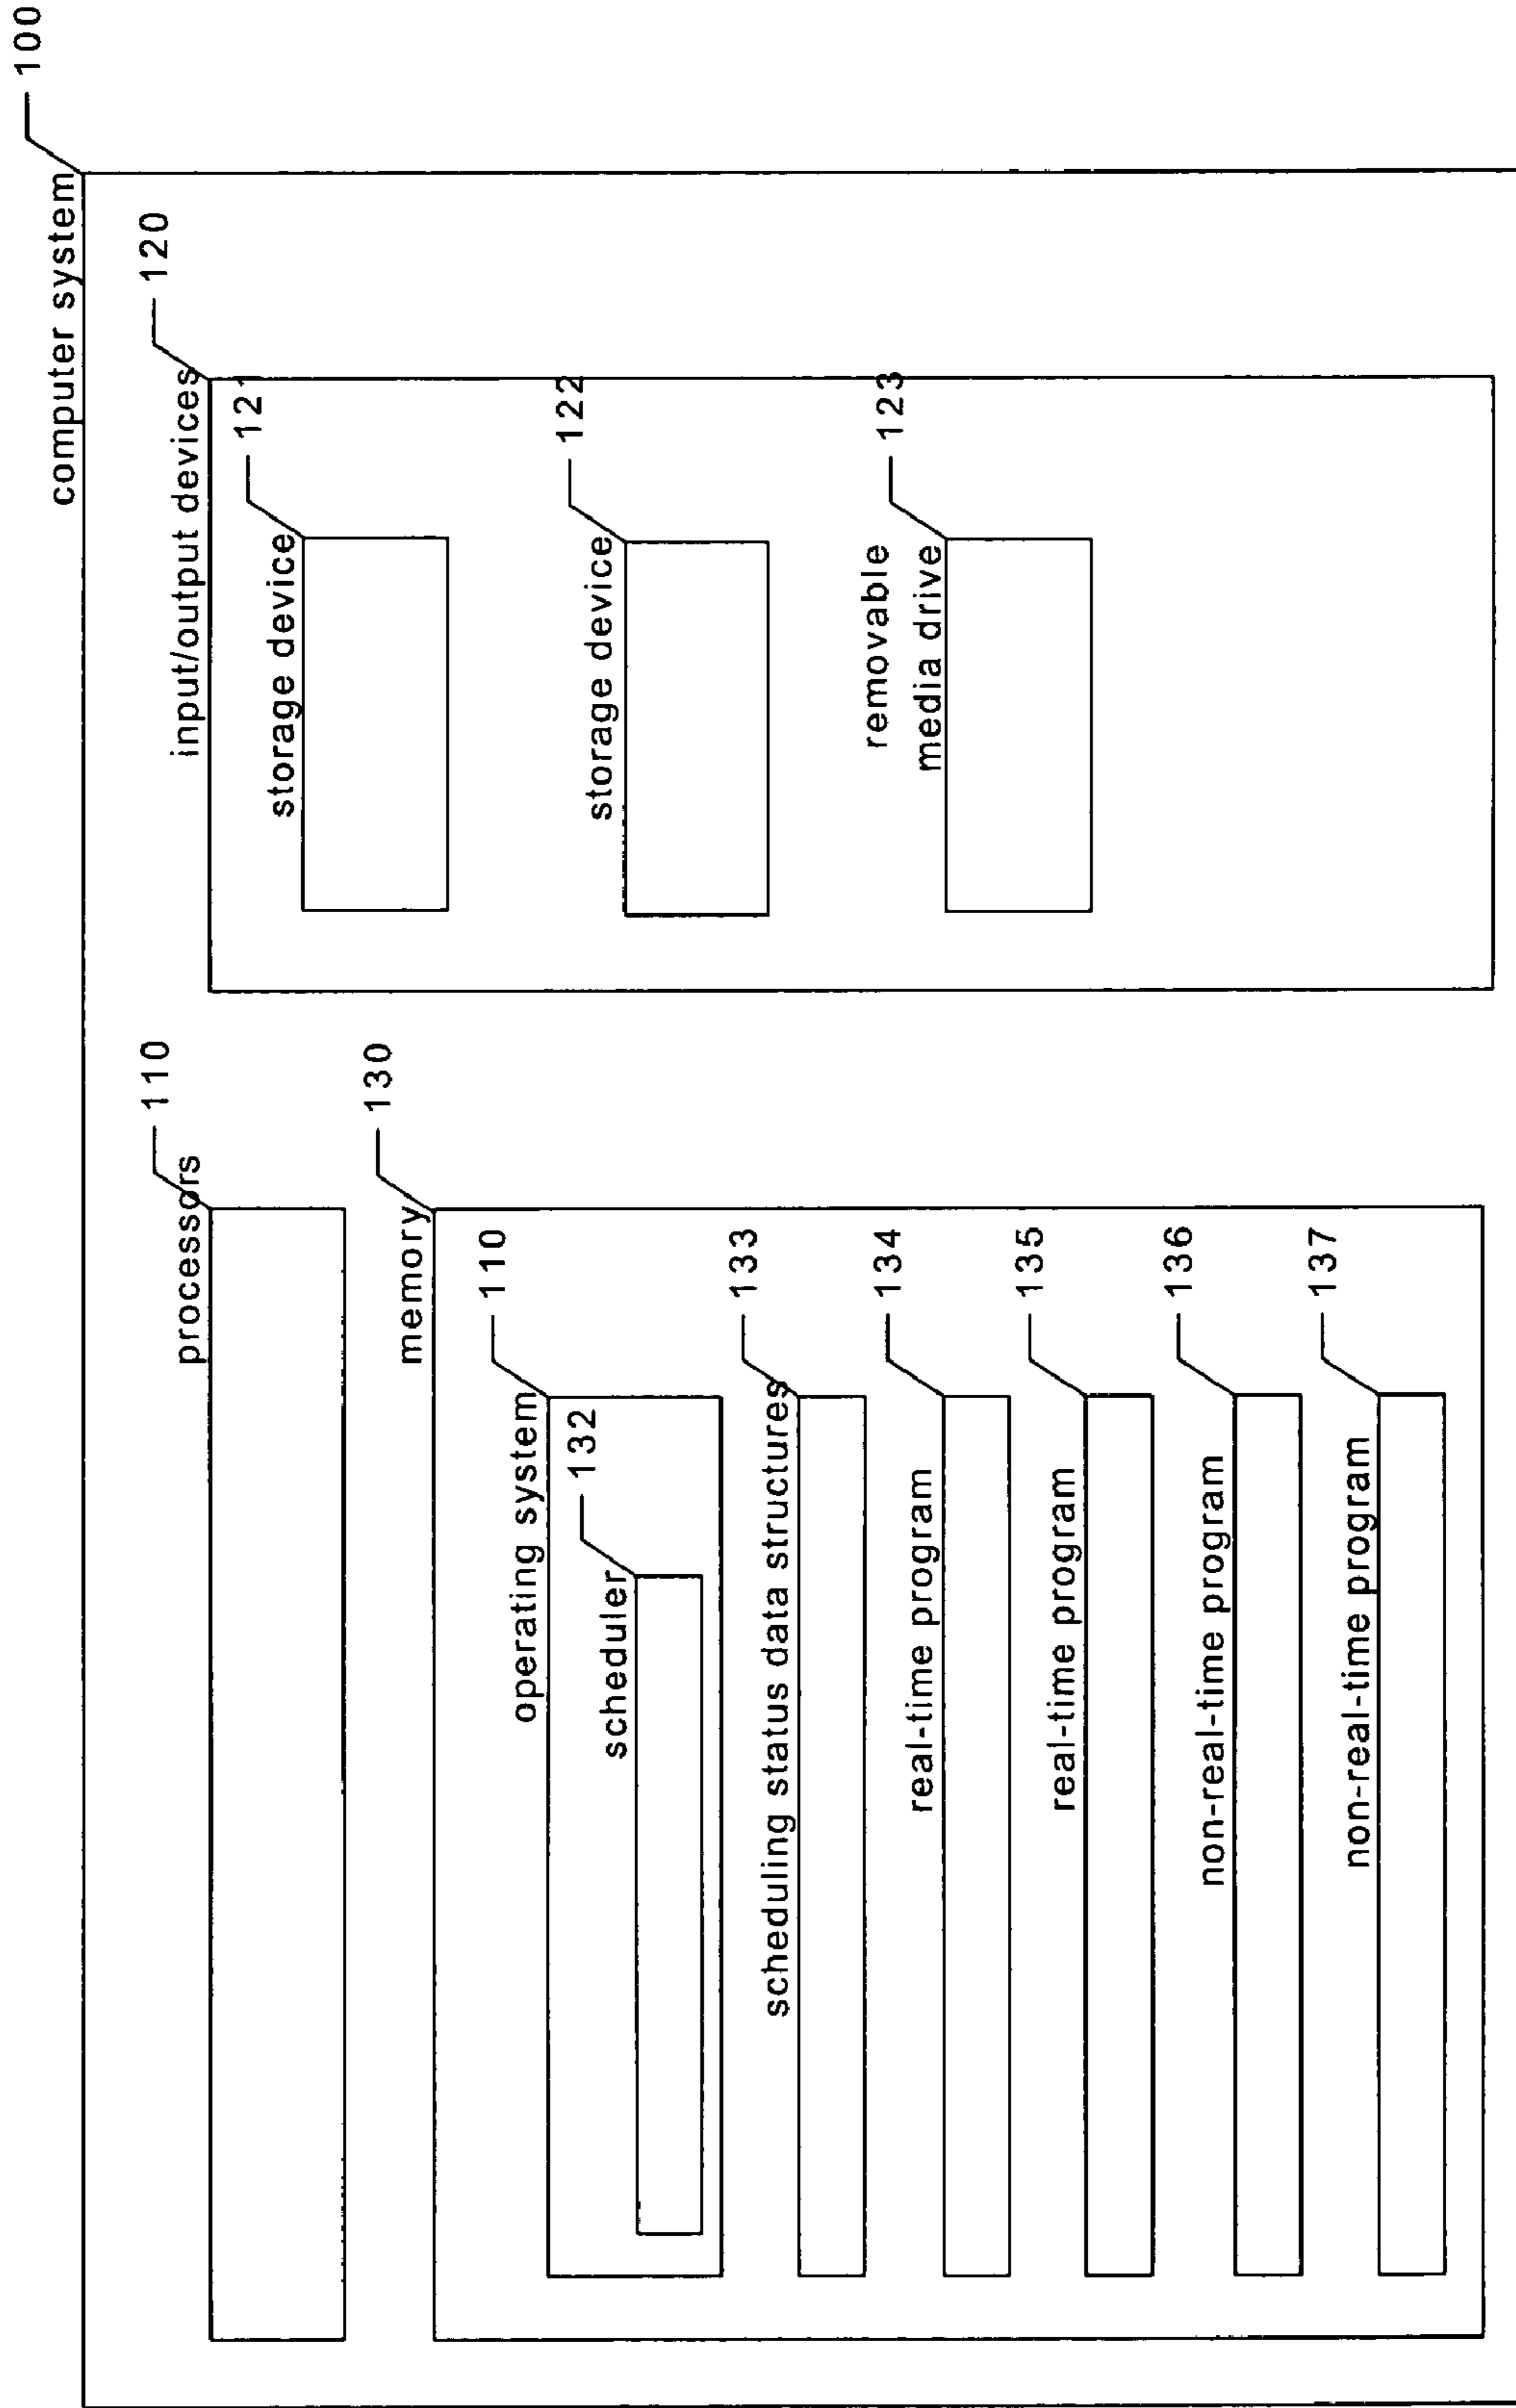 100
computer system
110
processors
130
memory
110
operating system
132
scheduler
133
scheduling status data structures
134
real-time program
135
real-time program
136
non-real-time program
137
non-real-time program
120
input/output devices
121
storage device
122
storage device
123
removable
media drive